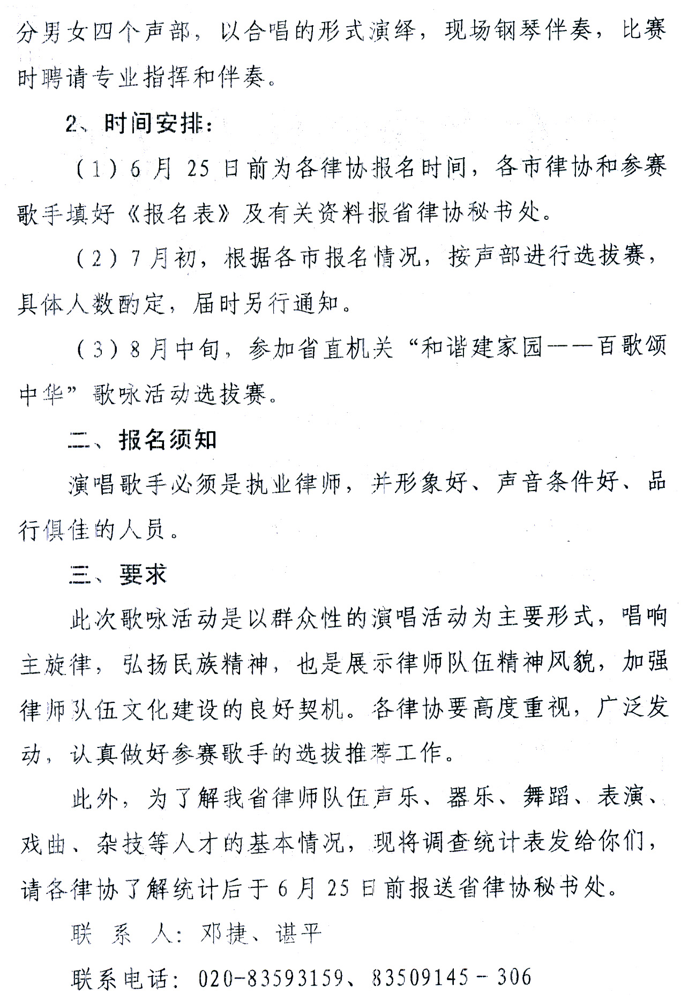 分男女四个声部，以合唱的形式演绎，现场钢琴伴奏，比赛
时聘请专业指挥和伴奏。
2、时间安排：
（1）6 月 25 日前为各律协报名时间，各市律协和参赛
歌手填好《报名表》及有关资料报省律协秘书处。
（2）7 月初，根据各市报名情况，按声部进行选拔赛，
具体人数酌定，届时另行通知。
（3）8 月中旬，参加省直机关“和谐建家园——百歌颂
中华”歌咏活动选拔赛。
二、报名须知
演唱歌手必须是执业律师，并形象好、声音条件好、品
行俱佳的人员。
三、要求
此次歌咏活动是以群众性的演唱活动为主要形式，唱响
主旋律，弘扬民族精神，也是展示律师队伍精神风貌，加强
律师队伍文化建设的良好契机。各律协要高度重视，广泛发
动，认真做好参赛歌手的选拔推荐工作。
此外，为了解我省律师队伍声乐、器乐、舞蹈、表演、
戏曲、杂技等人才的基本情况，现将调查统计表发给你们，
请各律协了解统计后于 6 月 25 日前报送省律协秘书处。
联 系 人：邓捷、谌平
联系电话：020-83593159、83509145－306